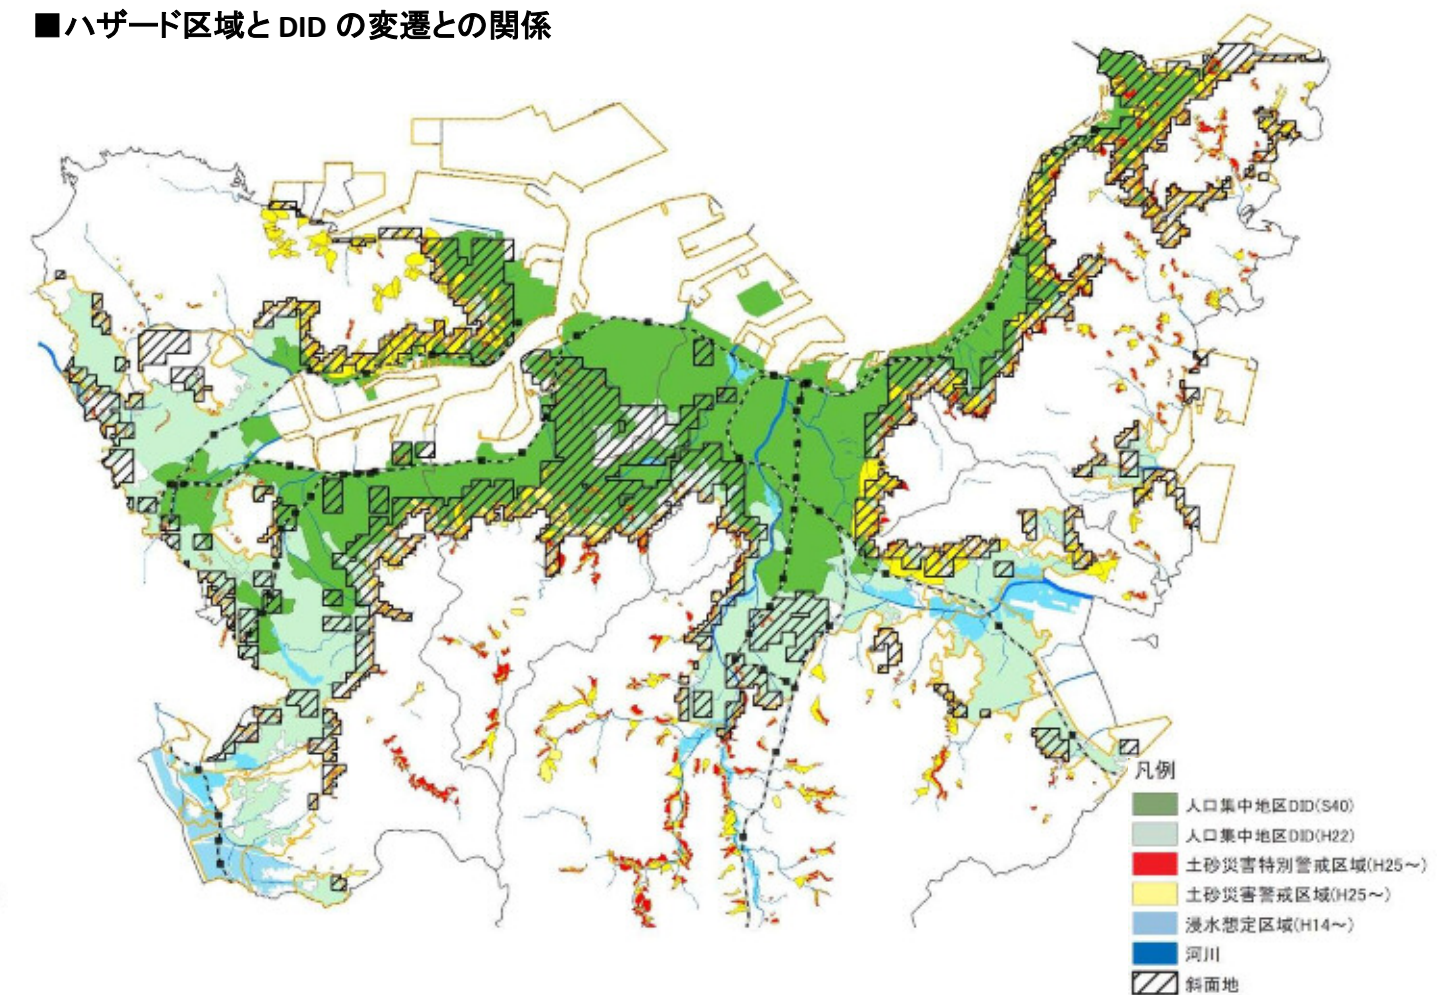 ■ハザード区域と DID の変遷との関係
凡例
人口集中地区DID(S40)
人口集中地区DID(H22)
土砂災害特別警戒区域(H25～)
土砂災害警戒区域(H25～)
浸水想定区域(H14～)
河川
斜面地